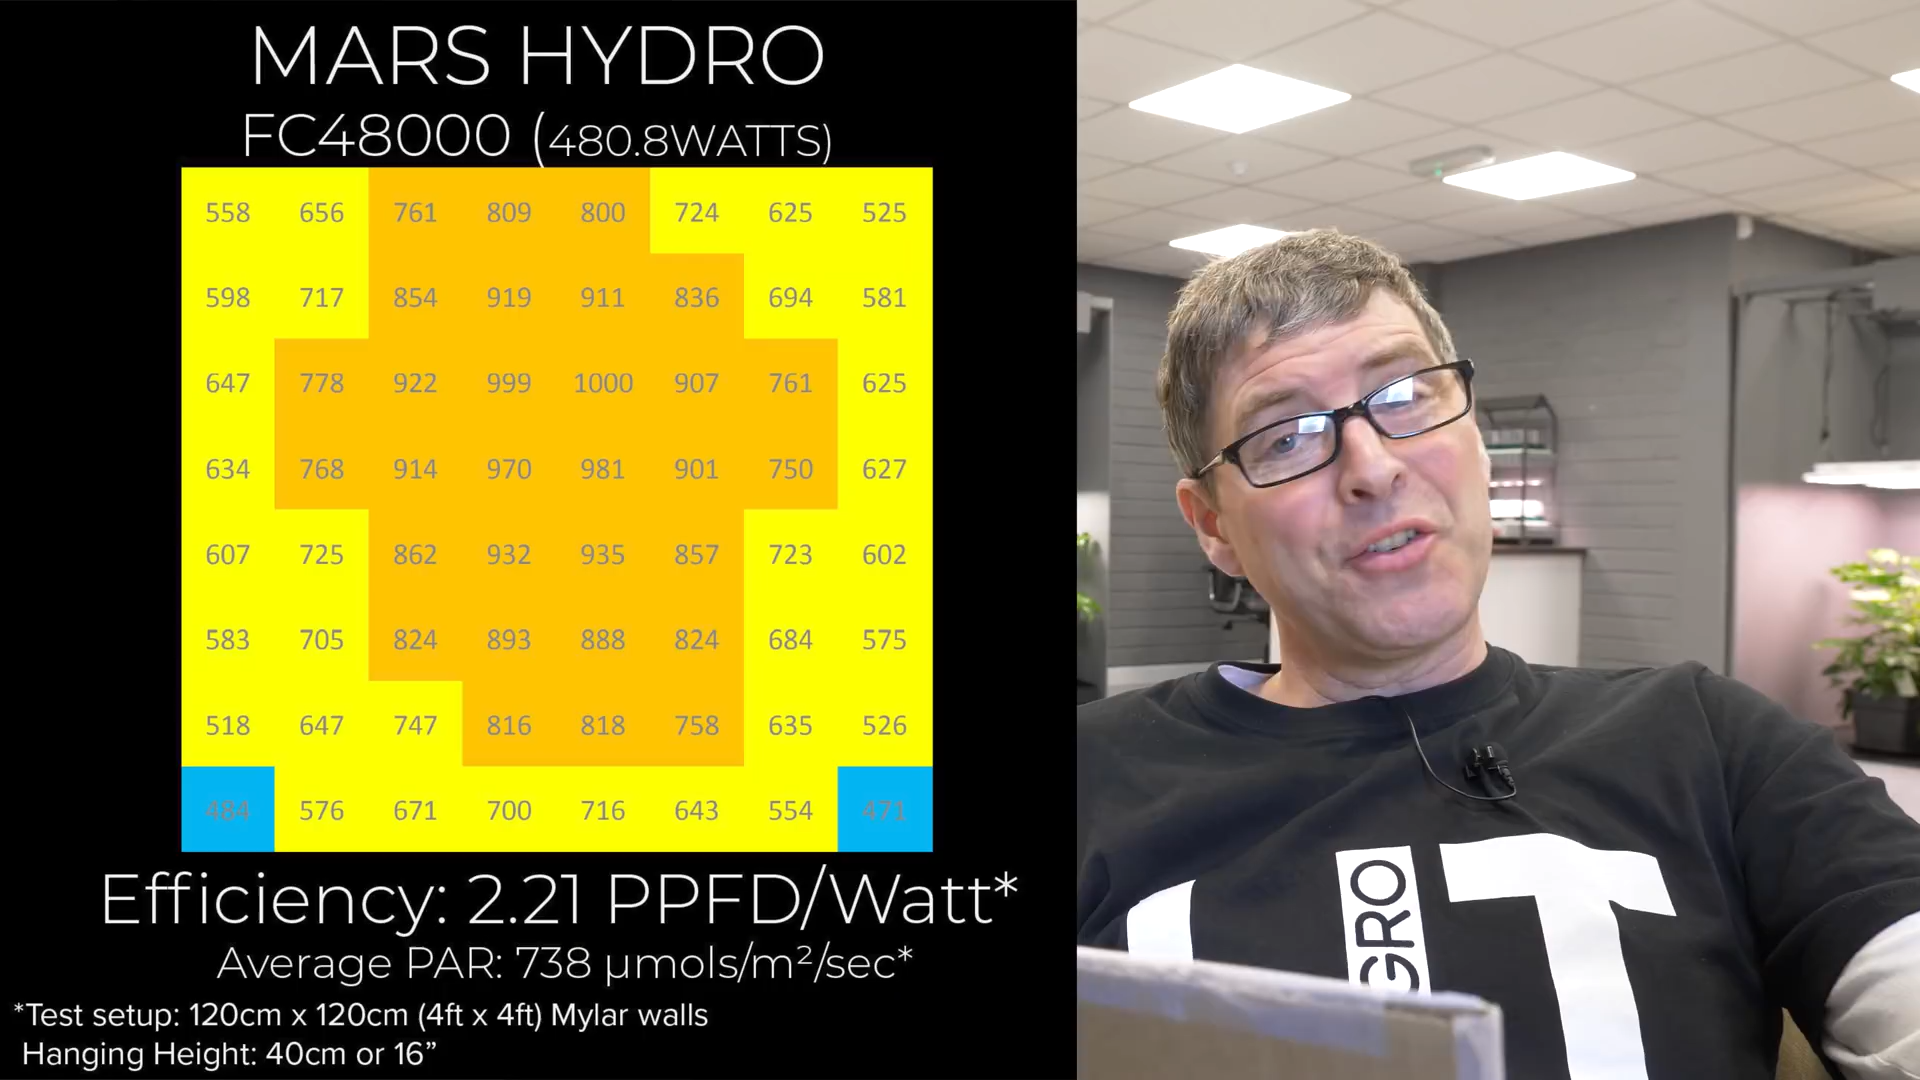 MARS HYDRO
FC48000 (480.8WATTS)
558 656 761 809 800 724 625 525
598 717 854 919 911 836 694 581
647 778 922 999 1000 907 761 625
634 768 914 970 981 901 750 627
607 725 862 932 935 857 723 602
583 705 824 893 888 824 684 575
518 647 747 816 818 758 635 526
484 576 671 700 716 643 554 471
Efficiency: 2.21 PPFD/Watt*
Average PAR: 738 µmols/m²/sec*
*Test setup: 120cm x 120cm (4ft x 4ft) Mylar walls
Hanging Height: 40cm or 16”
GRO
T